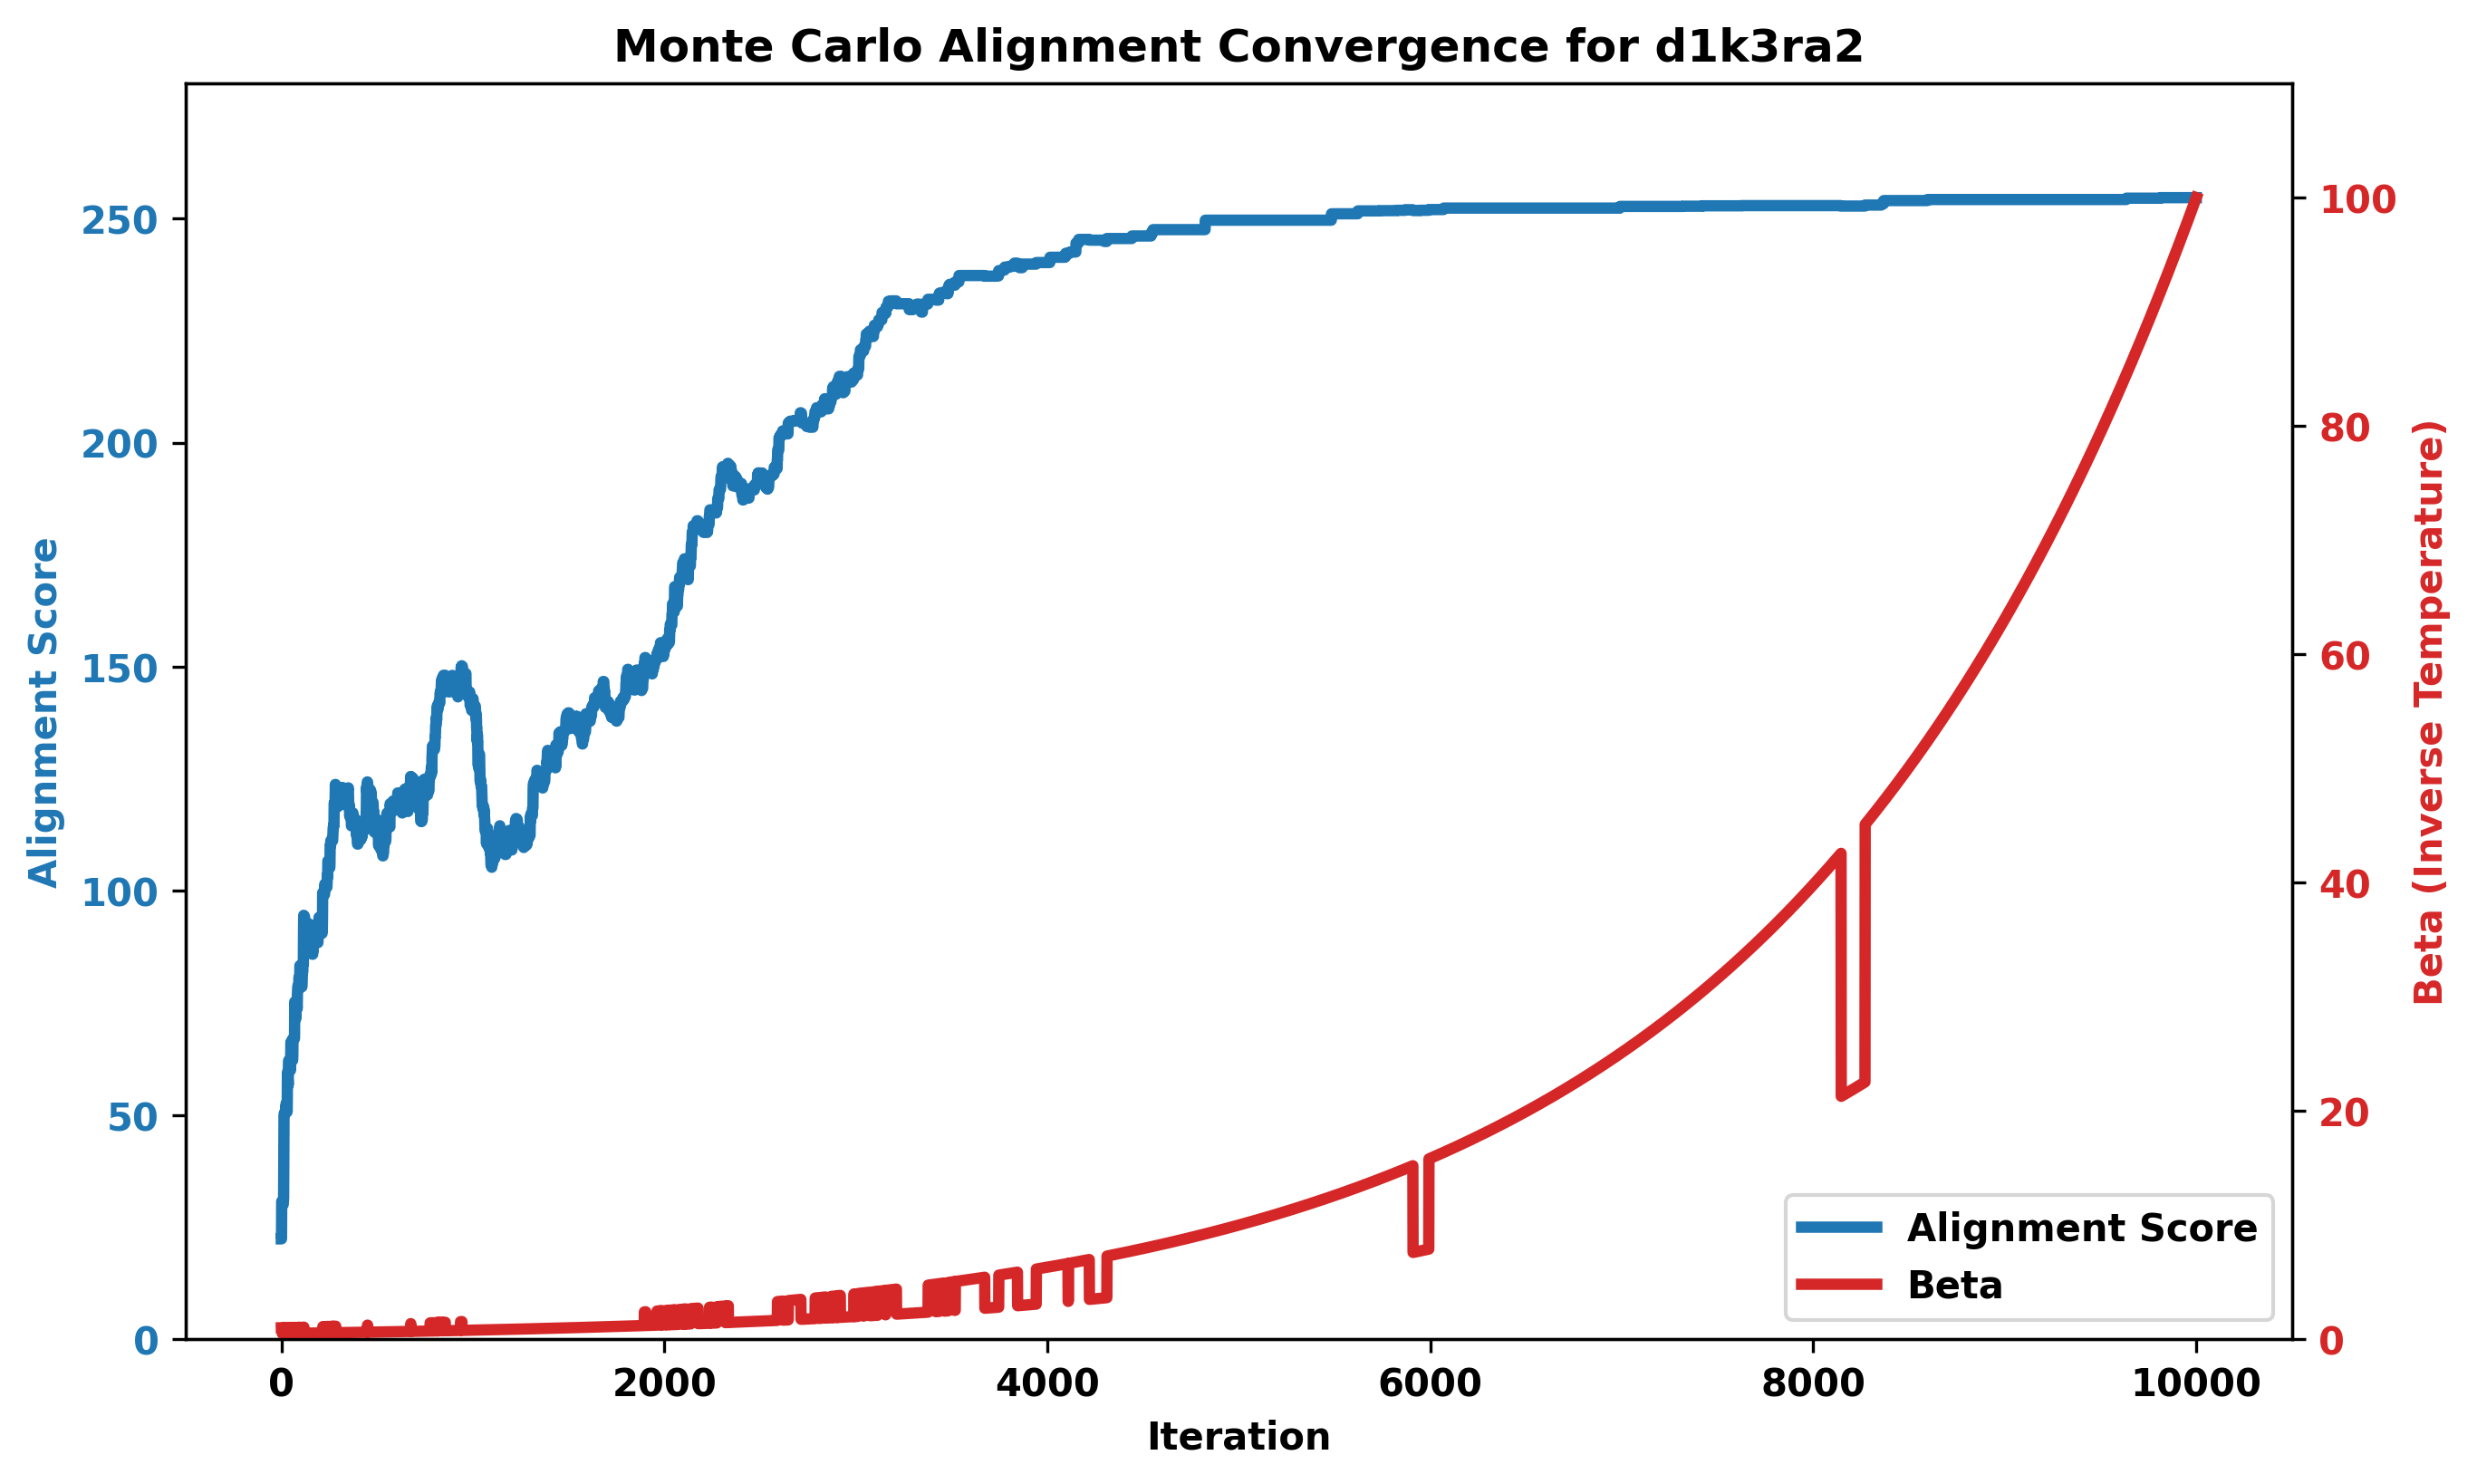 Monte Carlo Alignment Convergence for d1k3ra2
Alignment Score
250
200
150
100
50
0
100
80
60
40
20
0
Beta (Inverse Temperature)
Alignment Score
Beta
0 2000 4000 6000 8000 10000
Iteration